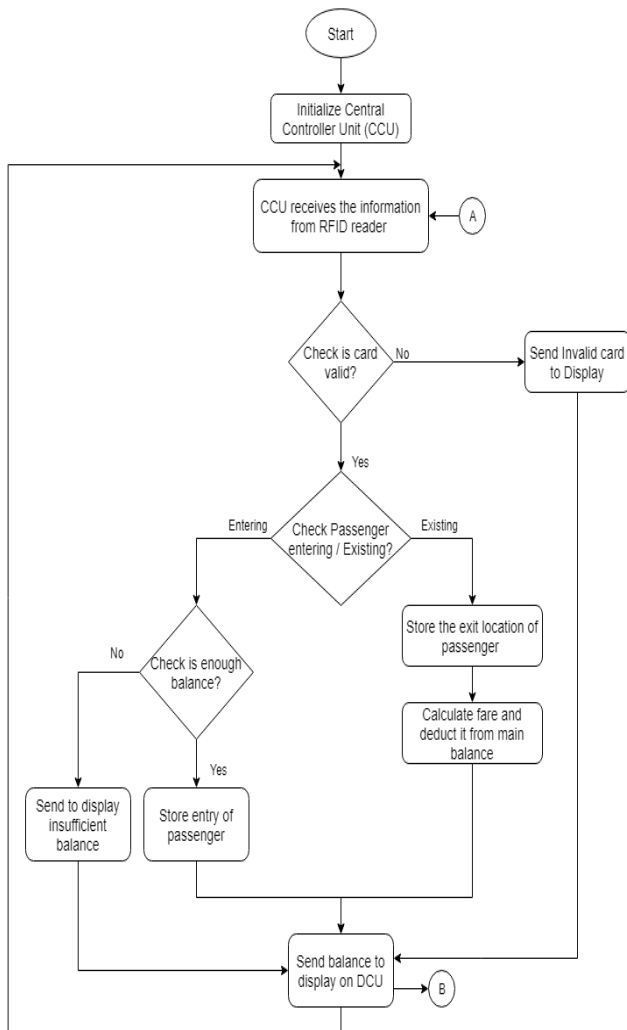 Start
Initialize Central
Controller Unit (CCU)
CCU receives the information
from RFID reader
A
Check is card
valid?
No
Send Invalid card
to Display
Yes
Check Passenger
entering / Existing?
Entering
Existing
Check is enough
balance?
No
Yes
Store the exit location of
passenger
Calculate fare and
deduct it from main
balance
Send to display
insufficient
balance
Store entry of
passenger
Send balance to
display on DCU
B